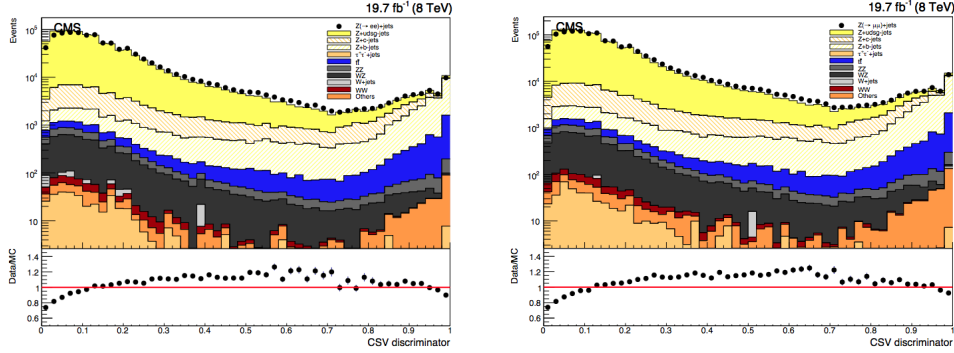 19.7 fb⁻¹ (8 TeV)
CMS
Events
10⁵
10⁴
10³
10²
10
Z(→ ee)+jets
Z+udsg-jets
Z+c-jets
Z+b-jets
τ⁺τ⁻+jets
tt̄
ZZ
WZ
W+jets
WW
Others
Data/MC
1.4
1.2
1
0.8
0.6
0 0.1 0.2 0.3 0.4 0.5 0.6 0.7 0.8 0.9 1
CSV discriminator
19.7 fb⁻¹ (8 TeV)
CMS
Events
10⁵
10⁴
10³
10²
10
Z(→ μμ)+jets
Z+udsg-jets
Z+c-jets
Z+b-jets
τ⁺τ⁻+jets
tt̄
ZZ
WZ
W+jets
WW
Others
Data/MC
1.4
1.2
1
0.8
0.6
0 0.1 0.2 0.3 0.4 0.5 0.6 0.7 0.8 0.9 1
CSV discriminator